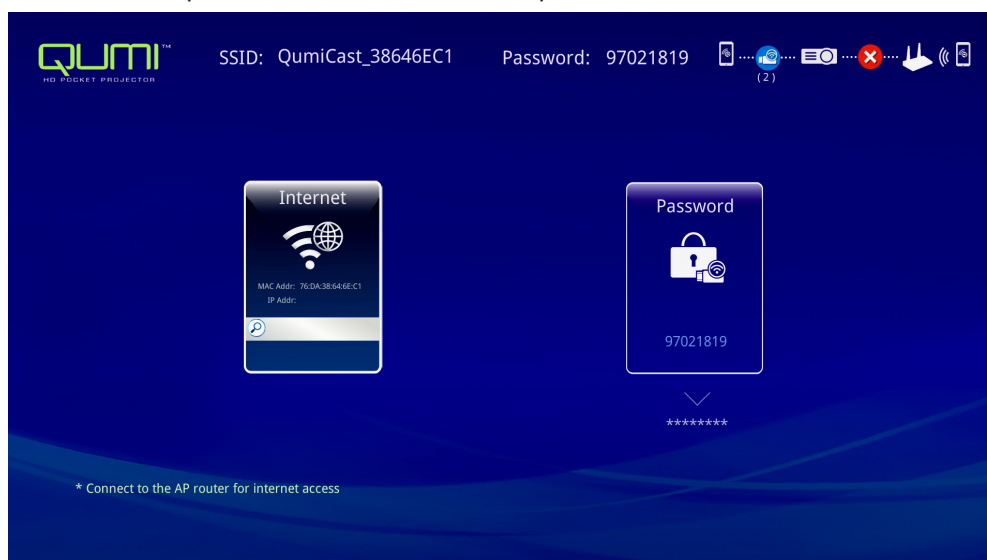 QUMI™
HD POCKET PROJECTOR
SSID: QumiCast_38646EC1
Password: 97021819
(2)
Internet
MAC Addr: 76:DA:38:64:6E:C1
IP Addr:
Password
97021819
********
* Connect to the AP router for internet access